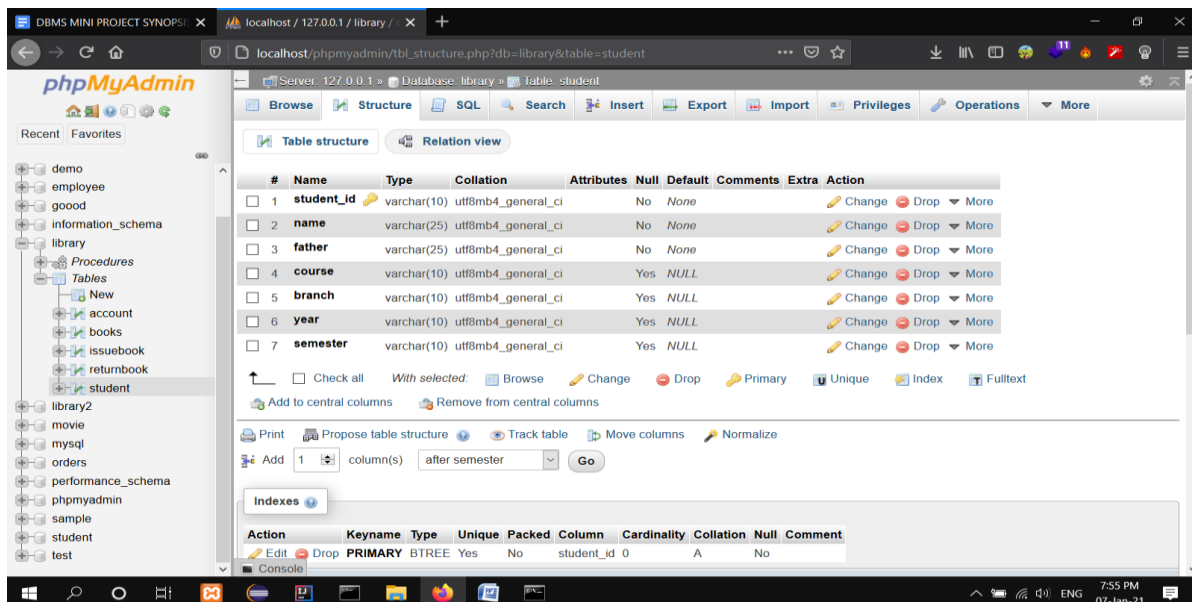 DBMS MINI PROJECT SYNOPSI
localhost / 127.0.0.1 / library / s
localhost/phpmyadmin/tbl_structure.php?db=library&table=student
11
phpMyAdmin
Recent Favorites
demo
employee
goood
information_schema
library
Procedures
Tables
New
account
books
issuebook
returnbook
student
library2
movie
mysql
orders
performance_schema
phpmyadmin
sample
student
test
Server: 127.0.0.1 » Database: library » Table: student
Browse Structure SQL Search Insert Export Import Privileges Operations More
Table structure Relation view
# Name Type Collation Attributes Null Default Comments Extra Action
1 student_id varchar(10) utf8mb4_general_ci No None Change Drop More
2 name varchar(25) utf8mb4_general_ci No None Change Drop More
3 father varchar(25) utf8mb4_general_ci No None Change Drop More
4 course varchar(10) utf8mb4_general_ci Yes NULL Change Drop More
5 branch varchar(10) utf8mb4_general_ci Yes NULL Change Drop More
6 year varchar(10) utf8mb4_general_ci Yes NULL Change Drop More
7 semester varchar(10) utf8mb4_general_ci Yes NULL Change Drop More
Check all With selected: Browse Change Drop Primary Unique Index Fulltext
Add to central columns Remove from central columns
Print Propose table structure Track table Move columns Normalize
Add 1 column(s) after semester Go
Indexes
Action Keyname Type Unique Packed Column Cardinality Collation Null Comment
Edit Drop PRIMARY BTREE Yes No student_id 0 A No
Console
ENG
7:55 PM
07-Jan-21